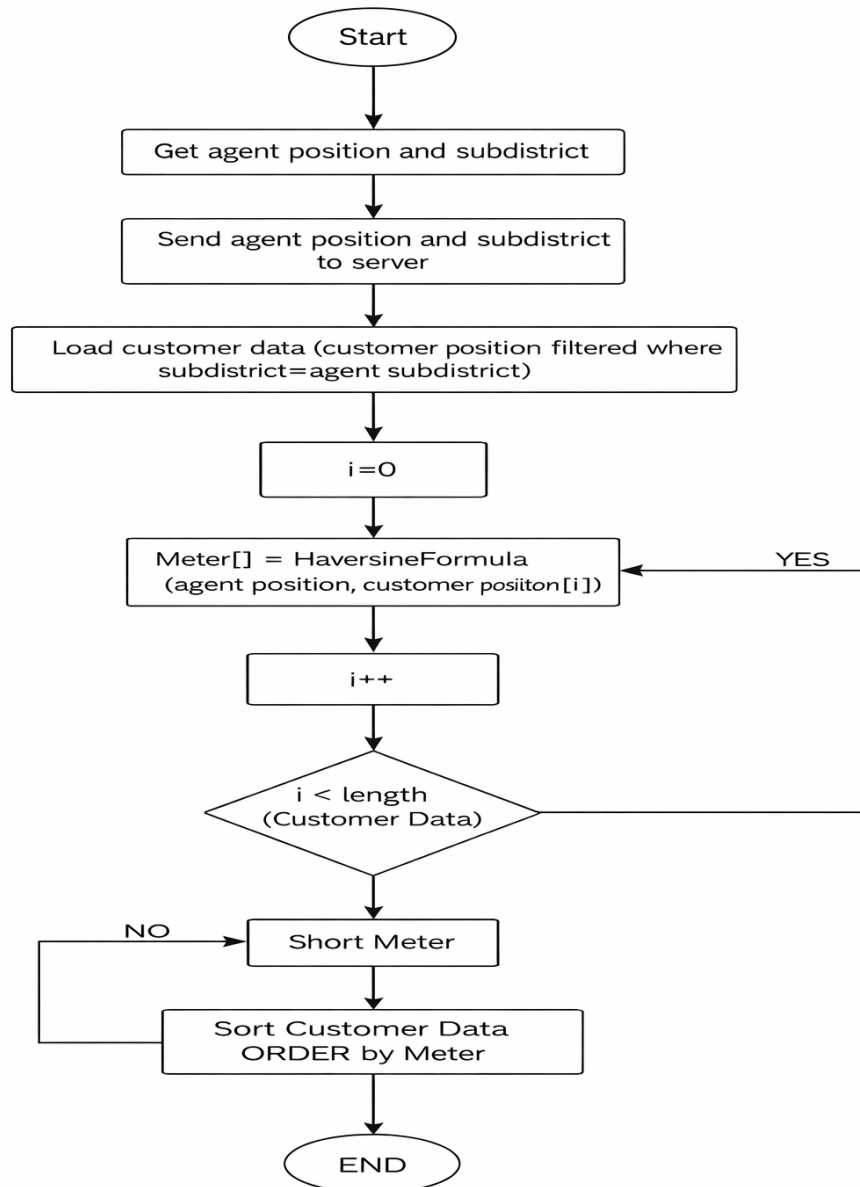 Start
Get agent position and subdistrict
Send agent position and subdistrict
to server
Load customer data (customer position filtered where
subdistrict=agent subdistrict)
i=0
Meter[] = HaversineFormula
(agent position, customer posiiton[i])
YES
i++
i < length
(Customer Data)
NO
Short Meter
Sort Customer Data
ORDER by Meter
END